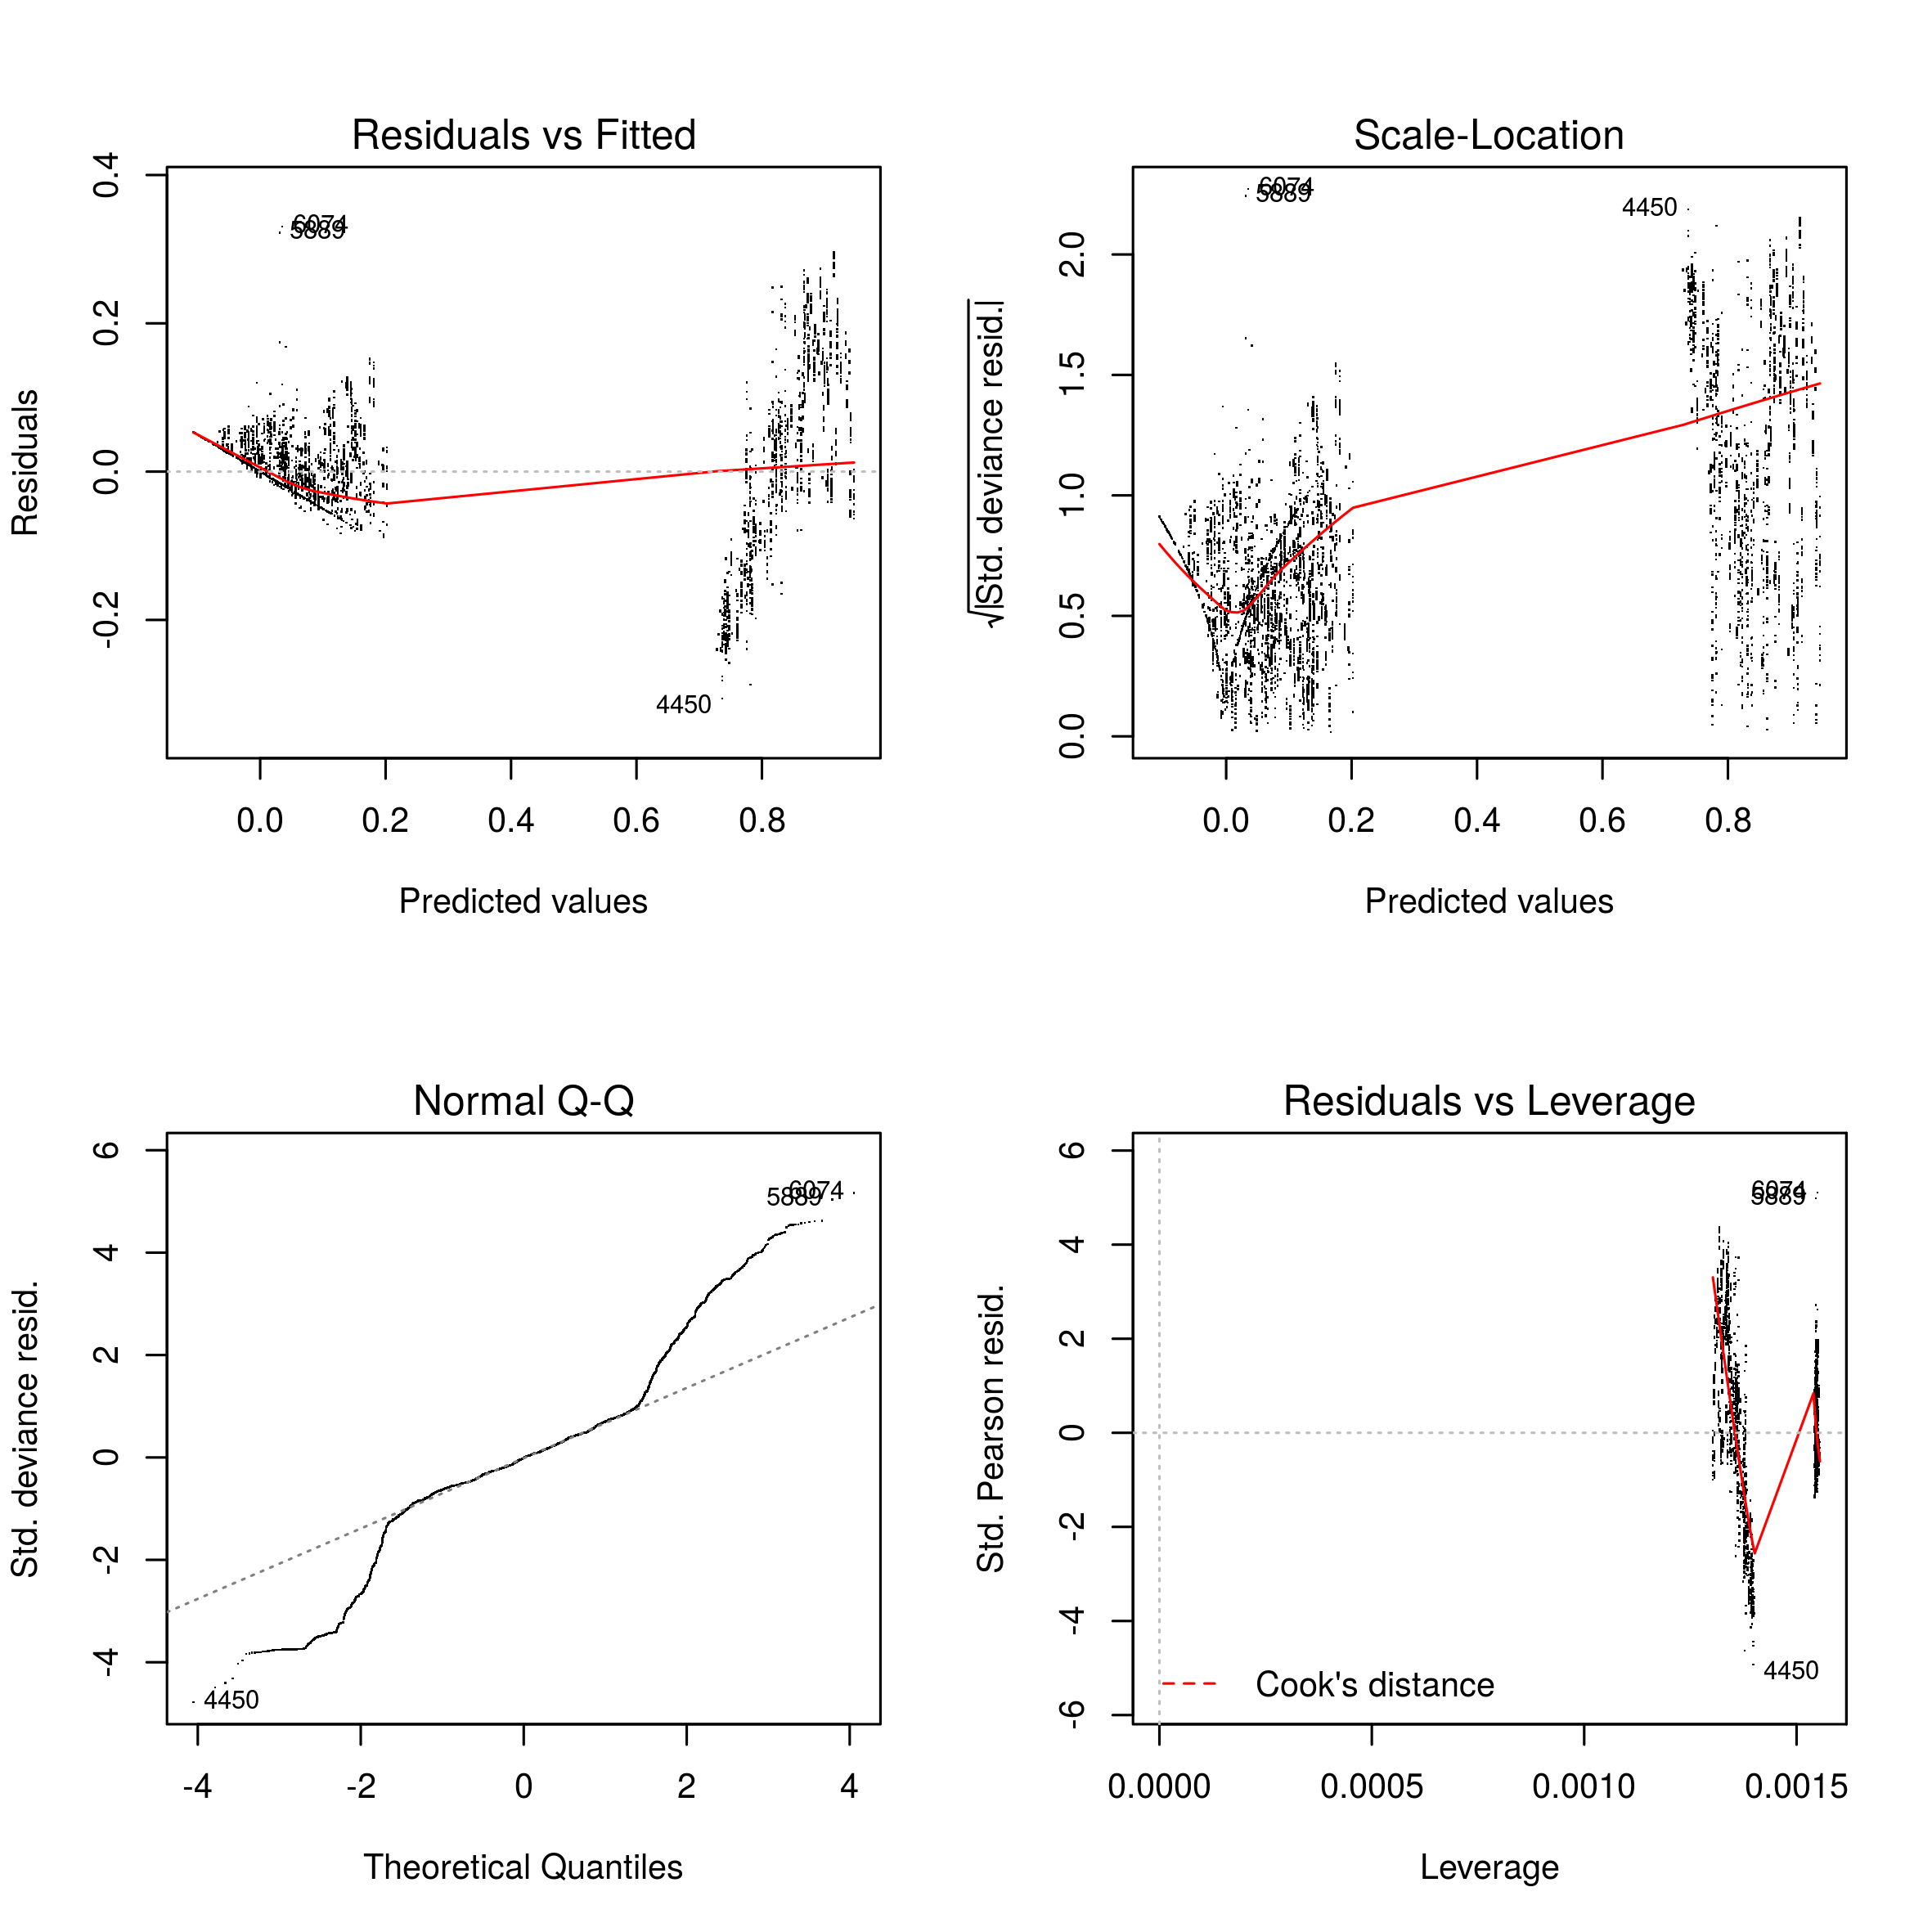 Residuals vs Fitted
Residuals
0.4
0.2
0.0
-0.2
6074
5889
4450
0.0 0.2 0.4 0.6 0.8
Predicted values
Scale-Location
√|Std. deviance resid.|
2.0
1.5
1.0
0.5
0.0
6074
5889
4450
0.0 0.2 0.4 0.6 0.8
Predicted values
Normal Q-Q
Std. deviance resid.
6
4
2
0
-2
-4
6074
5889
4450
-4 -2 0 2 4
Theoretical Quantiles
Residuals vs Leverage
Std. Pearson resid.
6
4
2
0
-2
-4
-6
6074
5889
4450
Cook's distance
0.0000 0.0005 0.0010 0.0015
Leverage